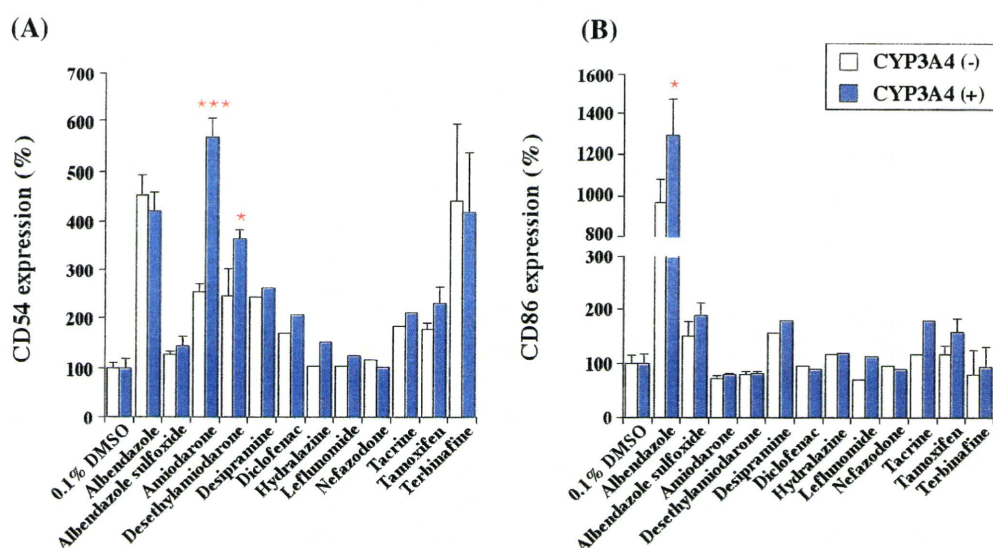 (A)
CD54 expression (%)
700
600
500
400
300
200
100
0
* * *
*
0.1% DMSO
Albendazole
Albendazole sulfoxide
Amiodarone
Desethylamiodarone
Desipramine
Diclofenac
Hydralazine
Leflunomide
Nefazodone
Tacrine
Tamoxifen
Terbinafine
(B)
CYP3A4 (-)
CYP3A4 (+)
CD86 expression (%)
1600
1400
1200
1000
800
300
200
100
0
*
0.1% DMSO
Albendazole
Albendazole sulfoxide
Amiodarone
Desethylamiodarone
Desipramine
Diclofenac
Hydralazine
Leflunomide
Nefazodone
Tacrine
Tamoxifen
Terbinafine